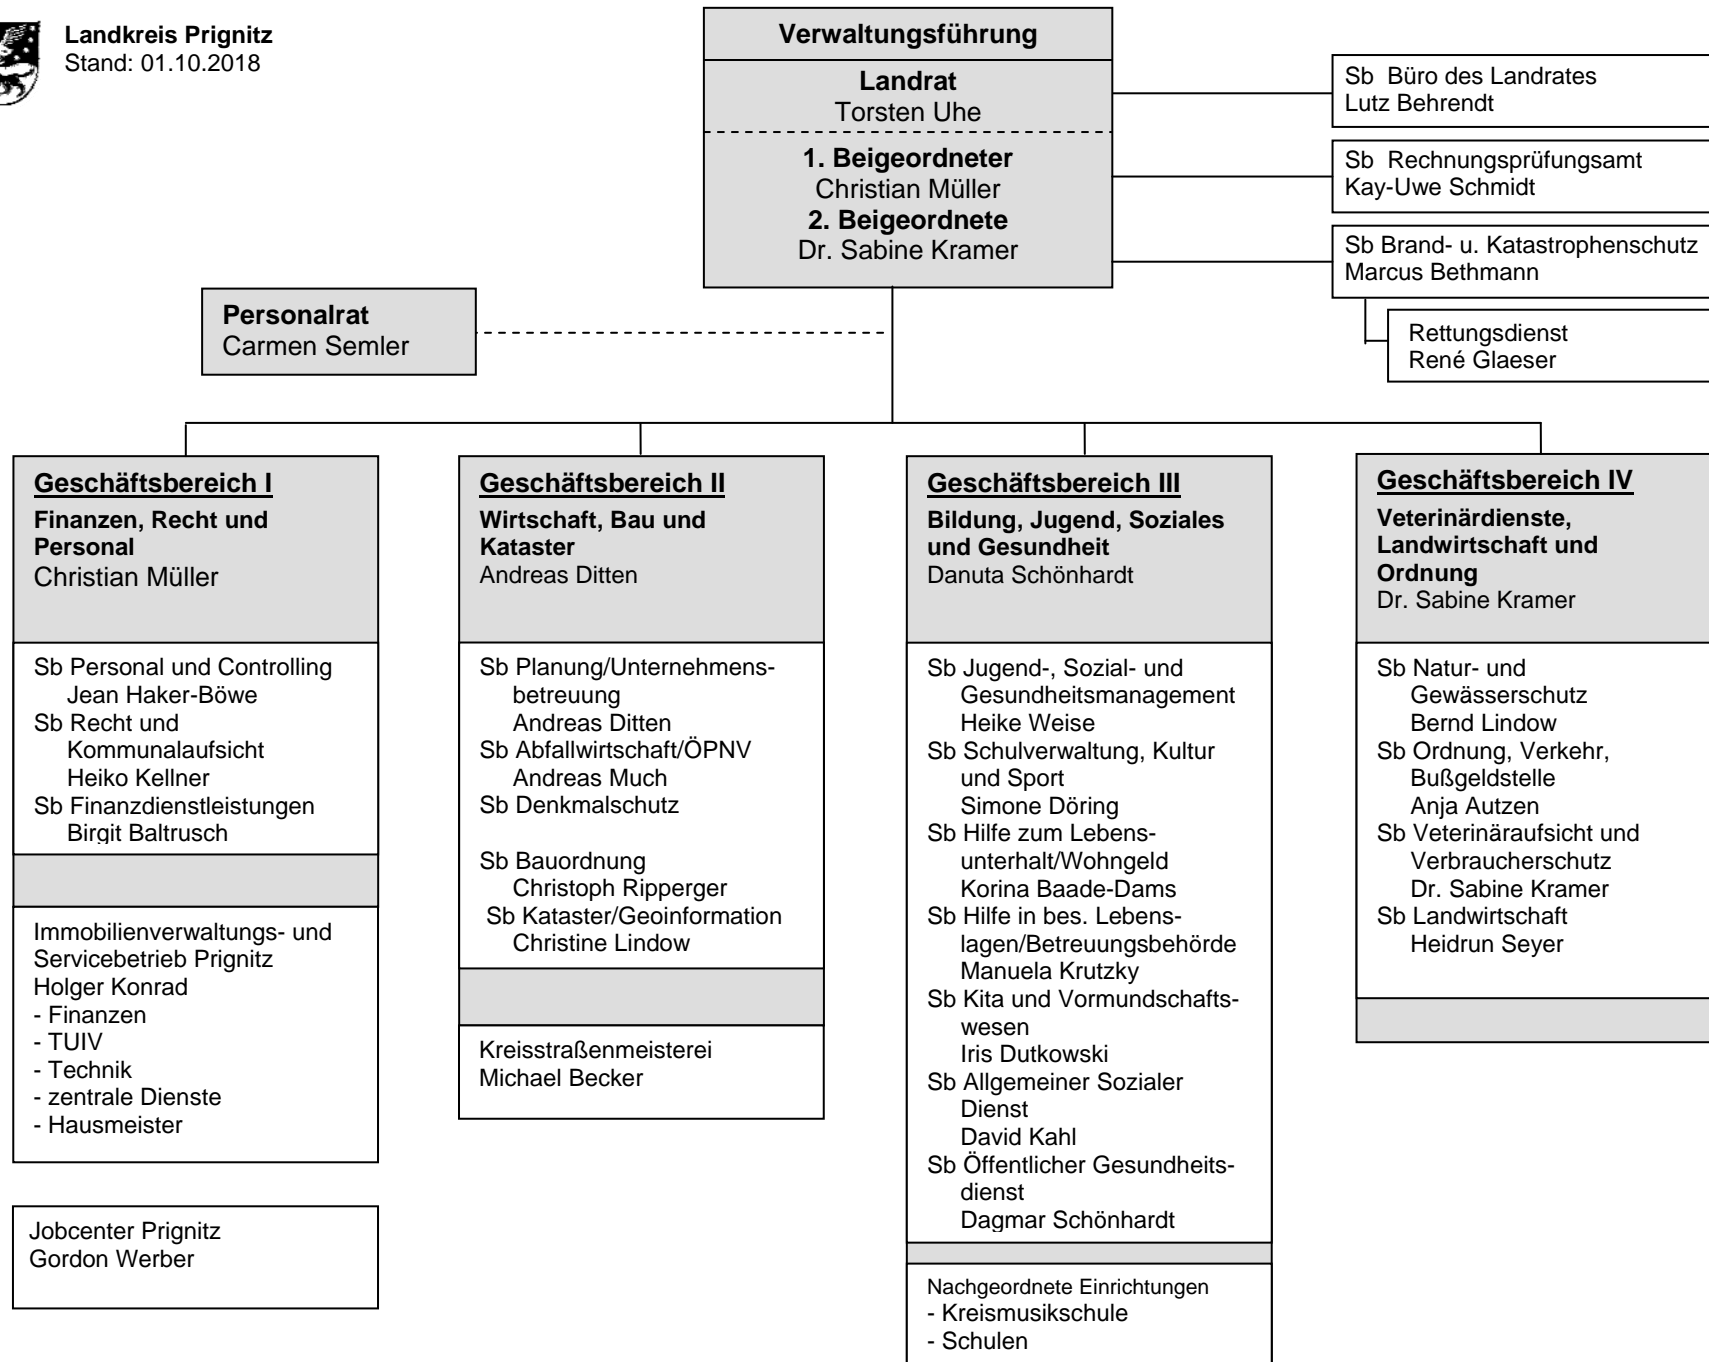 Landkreis Prignitz
Stand: 01.10.2018
Verwaltungsführung
Landrat
Torsten Uhe
1. Beigeordneter
Christian Müller
2. Beigeordnete
Dr. Sabine Kramer
Sb  Büro des Landrates
Lutz Behrendt
Sb  Rechnungsprüfungsamt
Kay-Uwe Schmidt
Sb Brand- u. Katastrophenschutz
Marcus Bethmann
Rettungsdienst
René Glaeser
Personalrat
Carmen Semler
Geschäftsbereich I
Finanzen, Recht und
Personal
Christian Müller
Sb Personal und Controlling
Jean Haker-Böwe
Sb Recht und
Kommunalaufsicht
Heiko Kellner
Sb Finanzdienstleistungen
Birgit Baltrusch
Immobilienverwaltungs- und
Servicebetrieb Prignitz
Holger Konrad
- Finanzen
- TUIV
- Technik
- zentrale Dienste
- Hausmeister
Jobcenter Prignitz
Gordon Werber
Geschäftsbereich II
Wirtschaft, Bau und
Kataster
Andreas Ditten
Sb Planung/Unternehmens-
betreuung
Andreas Ditten
Sb Abfallwirtschaft/ÖPNV
Andreas Much
Sb Denkmalschutz
Sb Bauordnung
Christoph Ripperger
Sb Kataster/Geoinformation
Christine Lindow
Kreisstraßenmeisterei
Michael Becker
Geschäftsbereich III
Bildung, Jugend, Soziales
und Gesundheit
Danuta Schönhardt
Sb Jugend-, Sozial- und
Gesundheitsmanagement
Heike Weise
Sb Schulverwaltung, Kultur
und Sport
Simone Döring
Sb Hilfe zum Lebens-
unterhalt/Wohngeld
Korina Baade-Dams
Sb Hilfe in bes. Lebens-
lagen/Betreuungsbehörde
Manuela Krutzky
Sb Kita und Vormundschafts-
wesen
Iris Dutkowski
Sb Allgemeiner Sozialer
Dienst
David Kahl
Sb Öffentlicher Gesundheits-
dienst
Dagmar Schönhardt
Nachgeordnete Einrichtungen
- Kreismusikschule
- Schulen
Geschäftsbereich IV
Veterinärdienste,
Landwirtschaft und
Ordnung
Dr. Sabine Kramer
Sb Natur- und
Gewässerschutz
Bernd Lindow
Sb Ordnung, Verkehr,
Bußgeldstelle
Anja Autzen
Sb Veterinäraufsicht und
Verbraucherschutz
Dr. Sabine Kramer
Sb Landwirtschaft
Heidrun Seyer